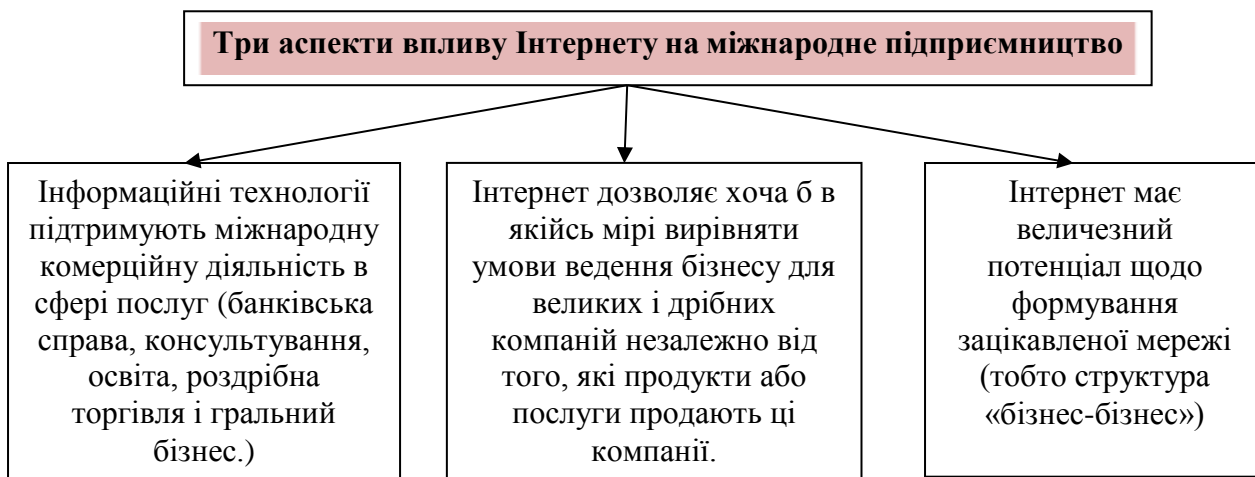 Три аспекти впливу Інтернету на міжнародне підприємництво
Інформаційні технології
підтримують міжнародну
комерційну діяльність в
сфері послуг (банківська
справа, консультування,
освіта, роздрібна
торгівля і гральний
бізнес.)
Інтернет дозволяє хоча б в
якійсь мірі вирівняти
умови ведення бізнесу для
великих і дрібних
компаній незалежно від
того, які продукти або
послуги продають ці
компанії.
Інтернет має
величезний
потенціал щодо
формування
зацікавленої мережі
(тобто структура
«бізнес-бізнес»)